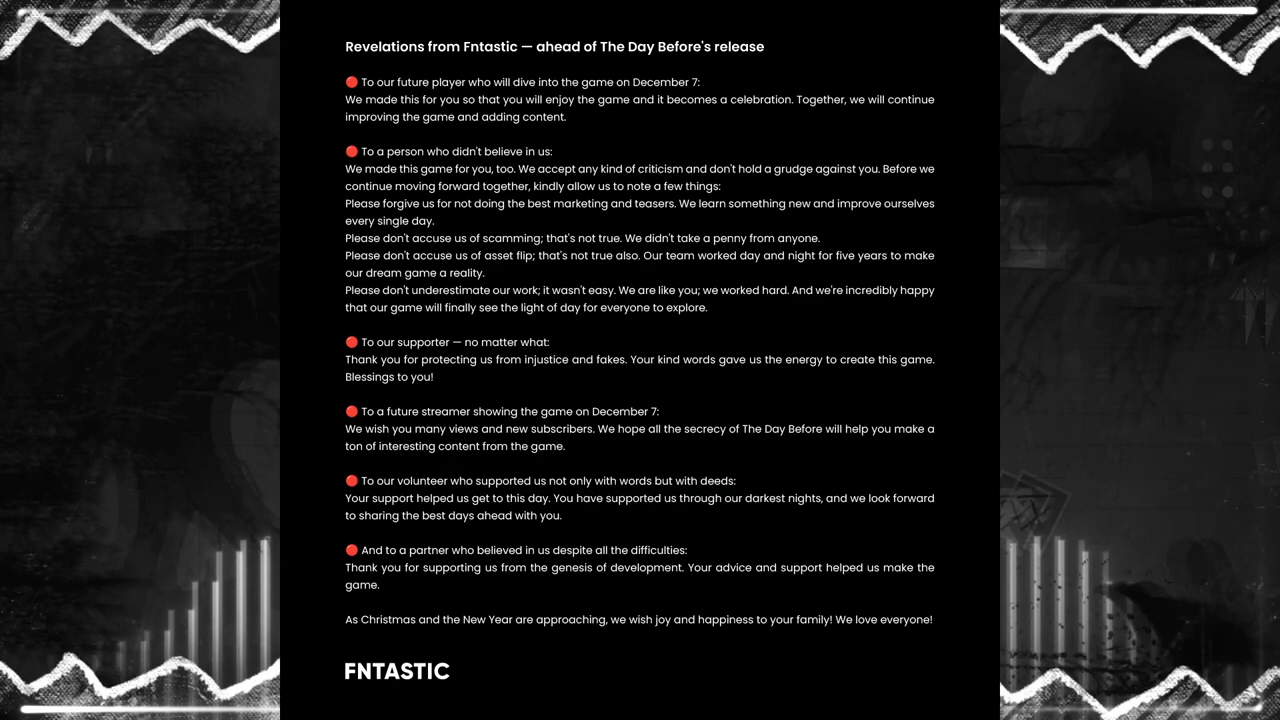 Revelations from Fntastic — ahead of The Day Before's release
🔴 To our future player who will dive into the game on December 7:
We made this for you so that you will enjoy the game and it becomes a celebration. Together, we will continue
improving the game and adding content.
🔴 To a person who didn't believe in us:
We made this game for you, too. We accept any kind of criticism and don't hold a grudge against you. Before we
continue moving forward together, kindly allow us to note a few things:
Please forgive us for not doing the best marketing and teasers. We learn something new and improve ourselves
every single day.
Please don't accuse us of scamming; that's not true. We didn't take a penny from anyone.
Please don't accuse us of asset flip; that's not true also. Our team worked day and night for five years to make
our dream game a reality.
Please don't underestimate our work; it wasn't easy. We are like you; we worked hard. And we're incredibly happy
that our game will finally see the light of day for everyone to explore.
🔴 To our supporter — no matter what:
Thank you for protecting us from injustice and fakes. Your kind words gave us the energy to create this game.
Blessings to you!
🔴 To a future streamer showing the game on December 7:
We wish you many views and new subscribers. We hope all the secrecy of The Day Before will help you make a
ton of interesting content from the game.
🔴 To our volunteer who supported us not only with words but with deeds:
Your support helped us get to this day. You have supported us through our darkest nights, and we look forward
to sharing the best days ahead with you.
🔴 And to a partner who believed in us despite all the difficulties:
Thank you for supporting us from the genesis of development. Your advice and support helped us make the
game.
As Christmas and the New Year are approaching, we wish joy and happiness to your family! We love everyone!
FNTASTIC